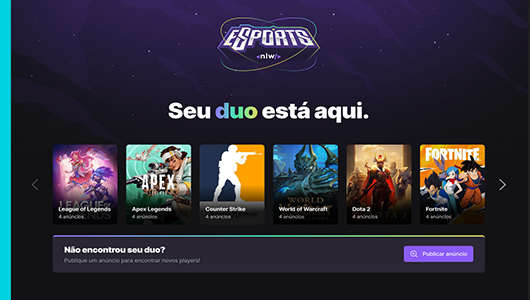 eSPORTS
<nlw/>
Seu duo está aqui.
LEAGUE OF LEGENDS
League of Legends
4 anúncios
APEX
Apex Legends
4 anúncios
Counter Strike
4 anúncios
WORLD
World of Warcraft
4 anúncios
Dota 2
4 anúncios
FORTNITE
Fortnite
4 anúncios
Não encontrou seu duo?
Publique um anúncio para encontrar novos players!
Publicar anúncio